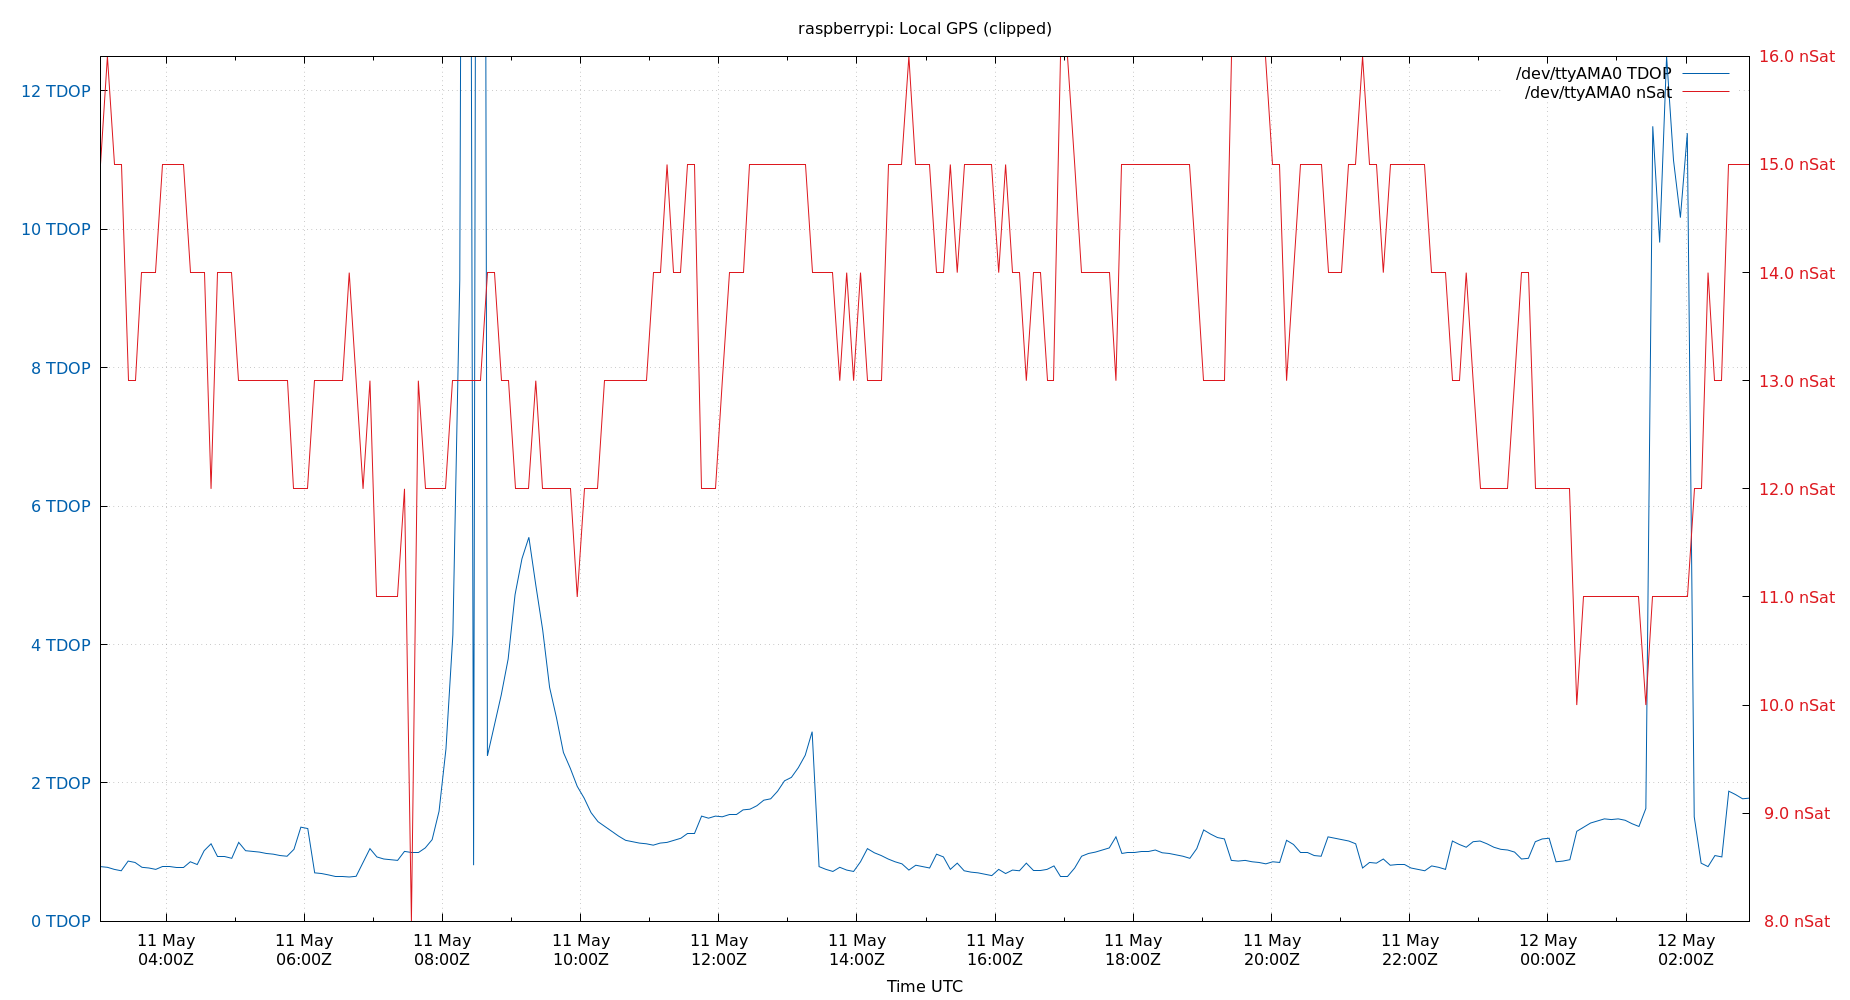 raspberrypi: Local GPS (clipped)
/dev/ttyAMA0 TDOP
/dev/ttyAMA0 nSat
12 TDOP
10 TDOP
8 TDOP
6 TDOP
4 TDOP
2 TDOP
0 TDOP
16.0 nSat
15.0 nSat
14.0 nSat
13.0 nSat
12.0 nSat
11.0 nSat
10.0 nSat
9.0 nSat
8.0 nSat
11 May
04:00Z
11 May
06:00Z
11 May
08:00Z
11 May
10:00Z
11 May
12:00Z
11 May
14:00Z
11 May
16:00Z
11 May
18:00Z
11 May
20:00Z
11 May
22:00Z
12 May
00:00Z
12 May
02:00Z
Time UTC